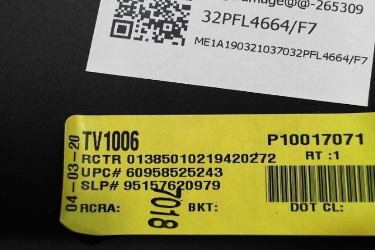 @@-265309
32PFL4664/F7
ME1A190321037032PFL4664/F7
04-03-20
TV1006
P10017071
RCTR 01385010219420272
RT :1
UPC# 60958525243
SLP# 95157620979
RCRA:
7018
BKT:
DOT CL: